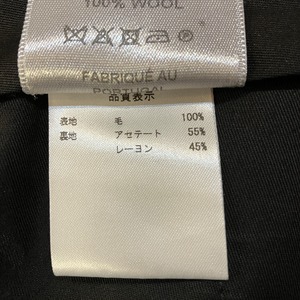 100% WOOL
FABRIQUÉ AU
PORTUGAL
品質表示
表地 毛 100%
裏地 アセテート 55%
レーヨン 45%